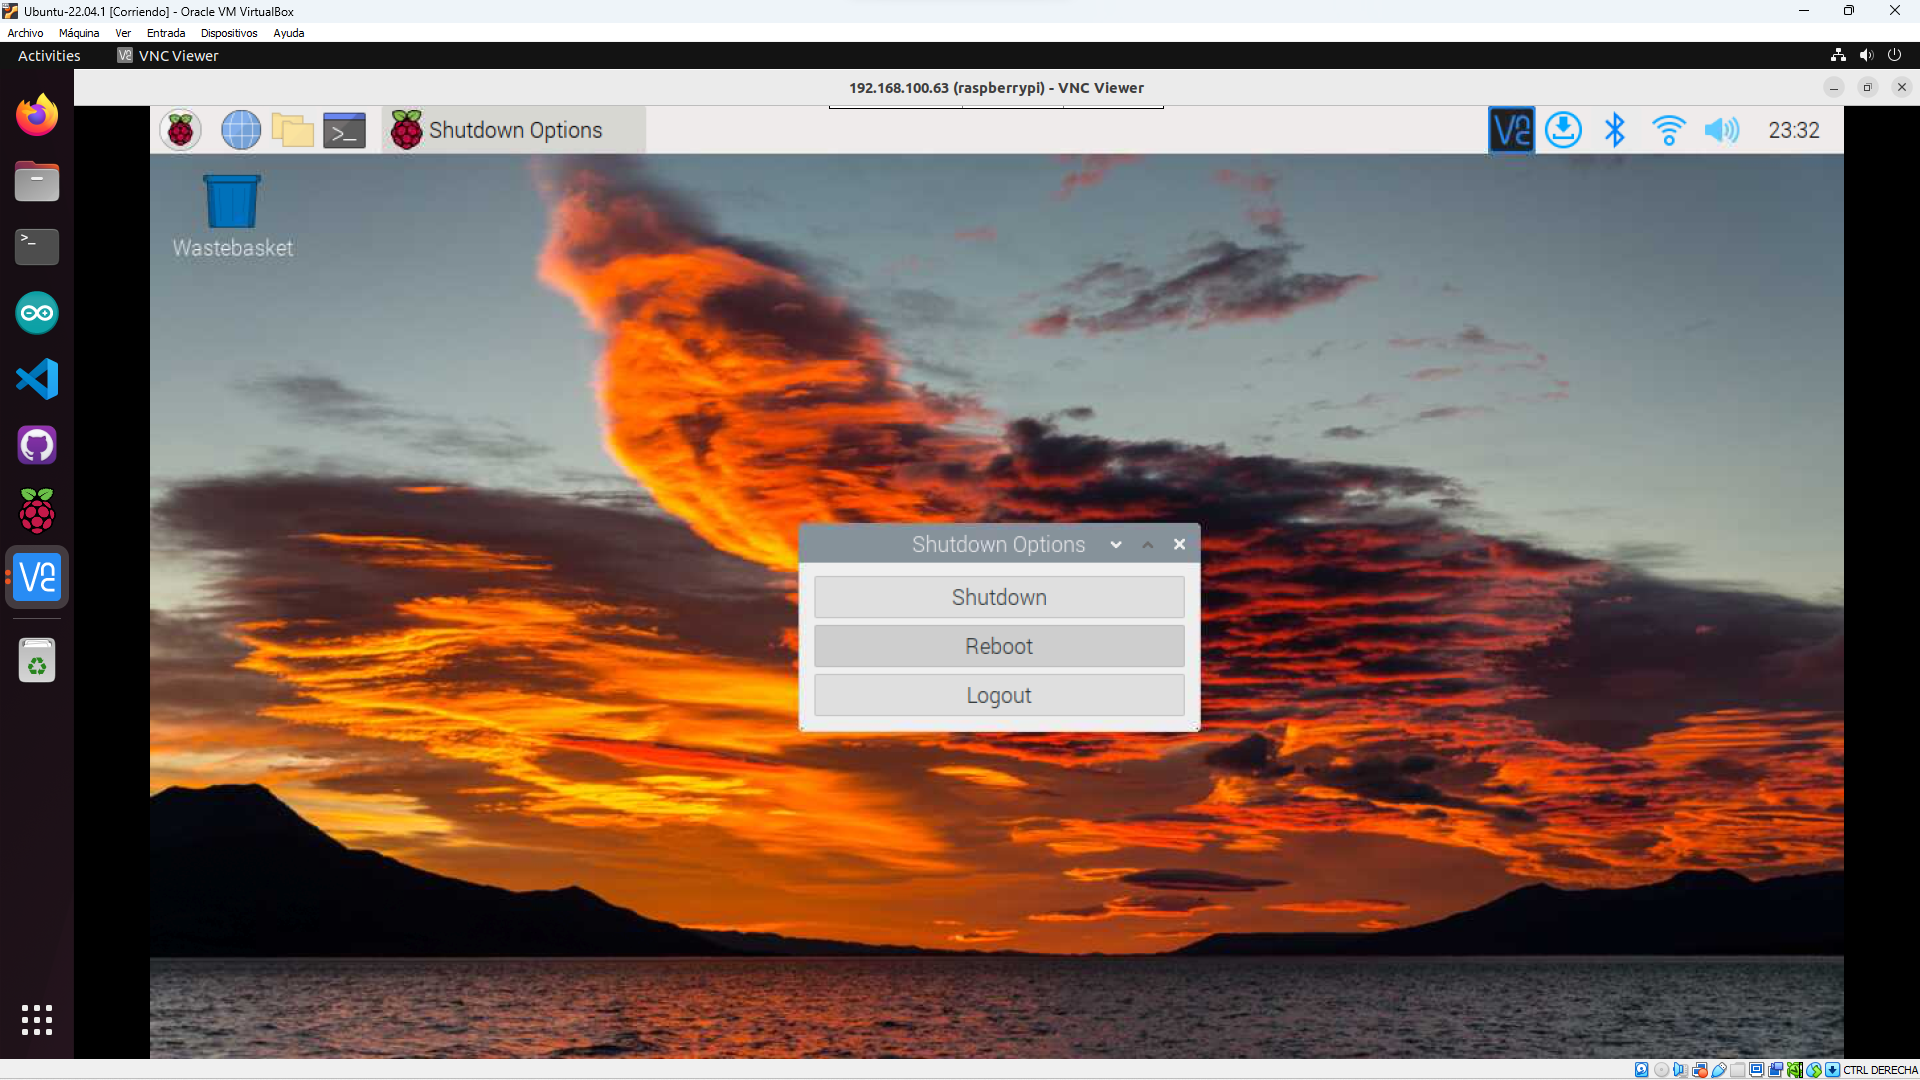 Ubuntu-22.04.1 [Corriendo] - Oracle VM VirtualBox
Archivo Máquina Ver Entrada Dispositivos Ayuda
Activities VNC Viewer
192.168.100.63 (raspberrypi) - VNC Viewer
Shutdown Options 23:32
Wastebasket
Shutdown Options
Shutdown
Reboot
Logout
CTRL DERECHA